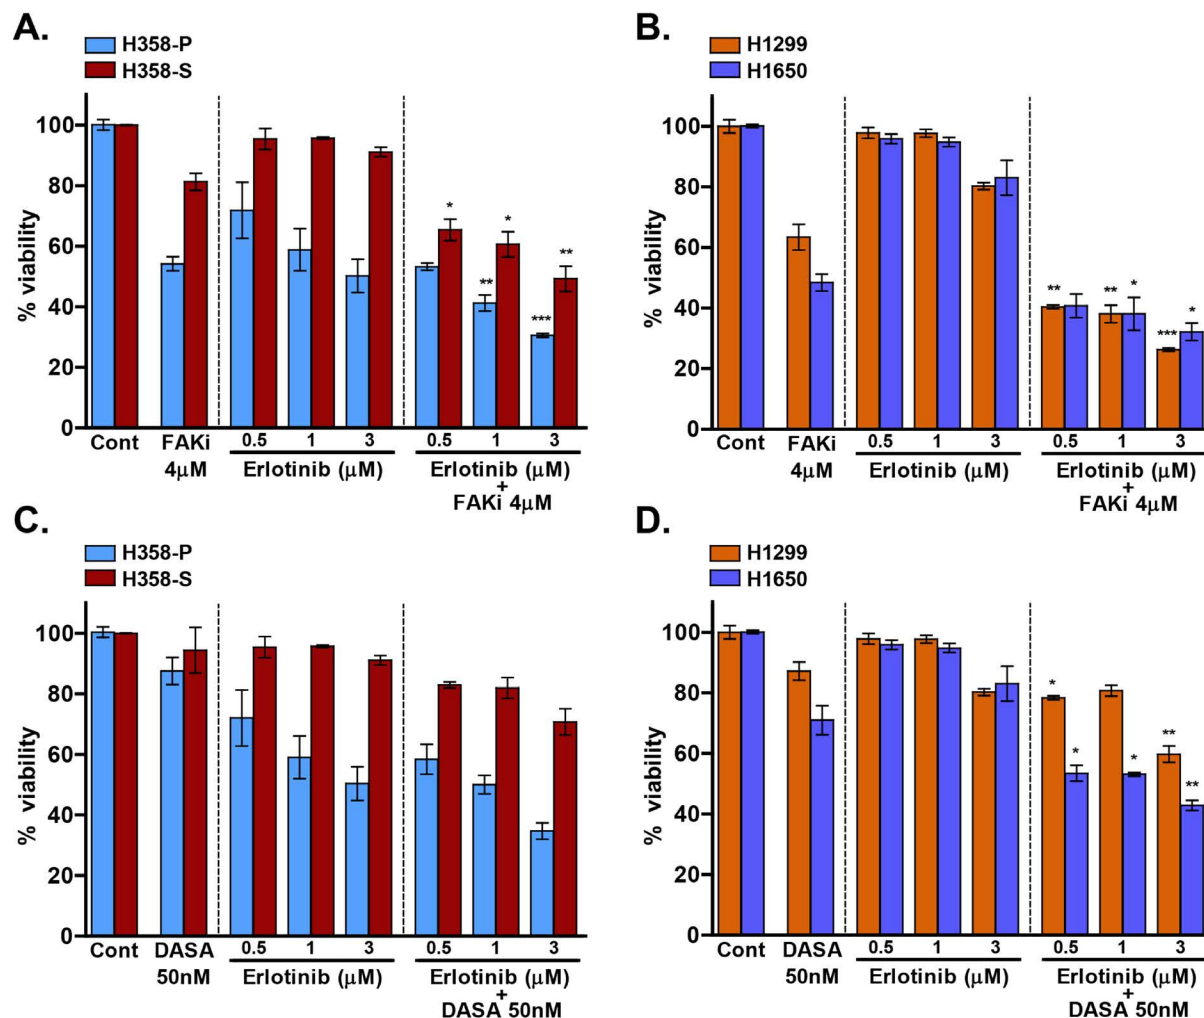 A.
H358-P
H358-S
% viability
100
80
60
40
20
0
* * **
** ***
Cont FAKi 0.5 1 3 0.5 1 3
4μM Erlotinib (μM) Erlotinib (μM)
+
FAKi 4μM
B.
H1299
H1650
% viability
100
80
60
40
20
0
** ** * *** *
Cont FAKi 0.5 1 3 0.5 1 3
4μM Erlotinib (μM) Erlotinib (μM)
+
FAKi 4μM
C.
H358-P
H358-S
% viability
100
80
60
40
20
0
Cont DASA 0.5 1 3 0.5 1 3
50nM Erlotinib (μM) Erlotinib (μM)
+
DASA 50nM
D.
H1299
H1650
% viability
100
80
60
40
20
0
* * * ** **
Cont DASA 0.5 1 3 0.5 1 3
50nM Erlotinib (μM) Erlotinib (μM)
+
DASA 50nM